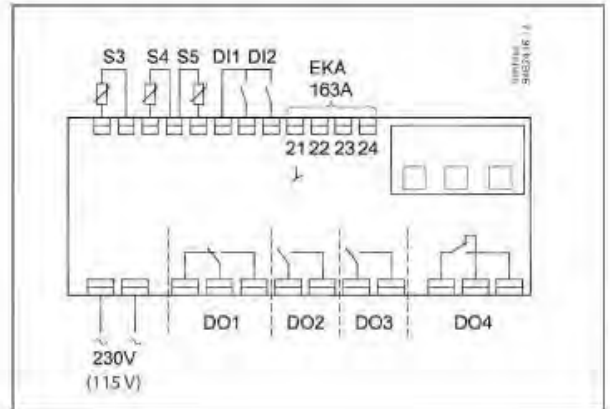 S3 S4 S5 DI1 DI2
EKA
163A
21 22 23 24
DO1 DO2 DO3 DO4
230V
(115 V)